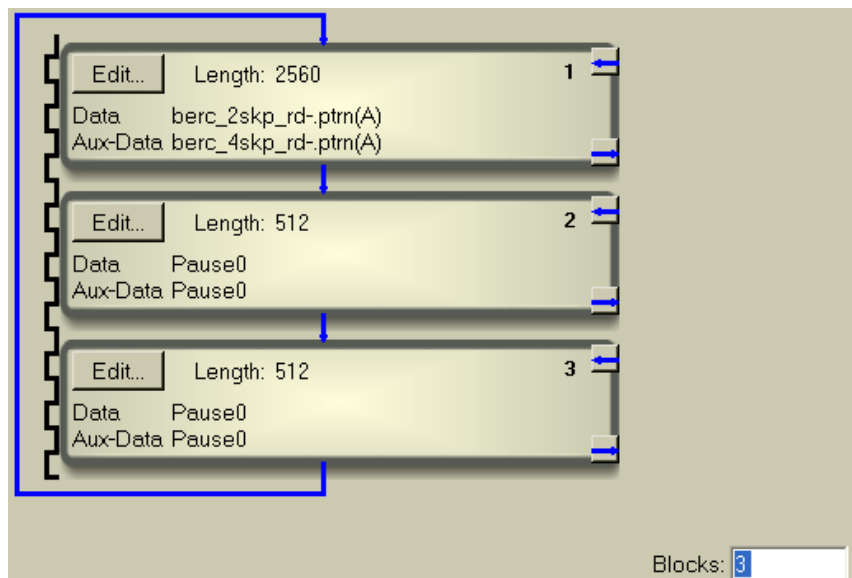 Edit... Length: 2560 1
Data berc_2skp_rd-.ptrn(A)
Aux-Data berc_4skp_rd-.ptrn(A)
Edit... Length: 512 2
Data Pause0
Aux-Data Pause0
Edit... Length: 512 3
Data Pause0
Aux-Data Pause0
Blocks: 3